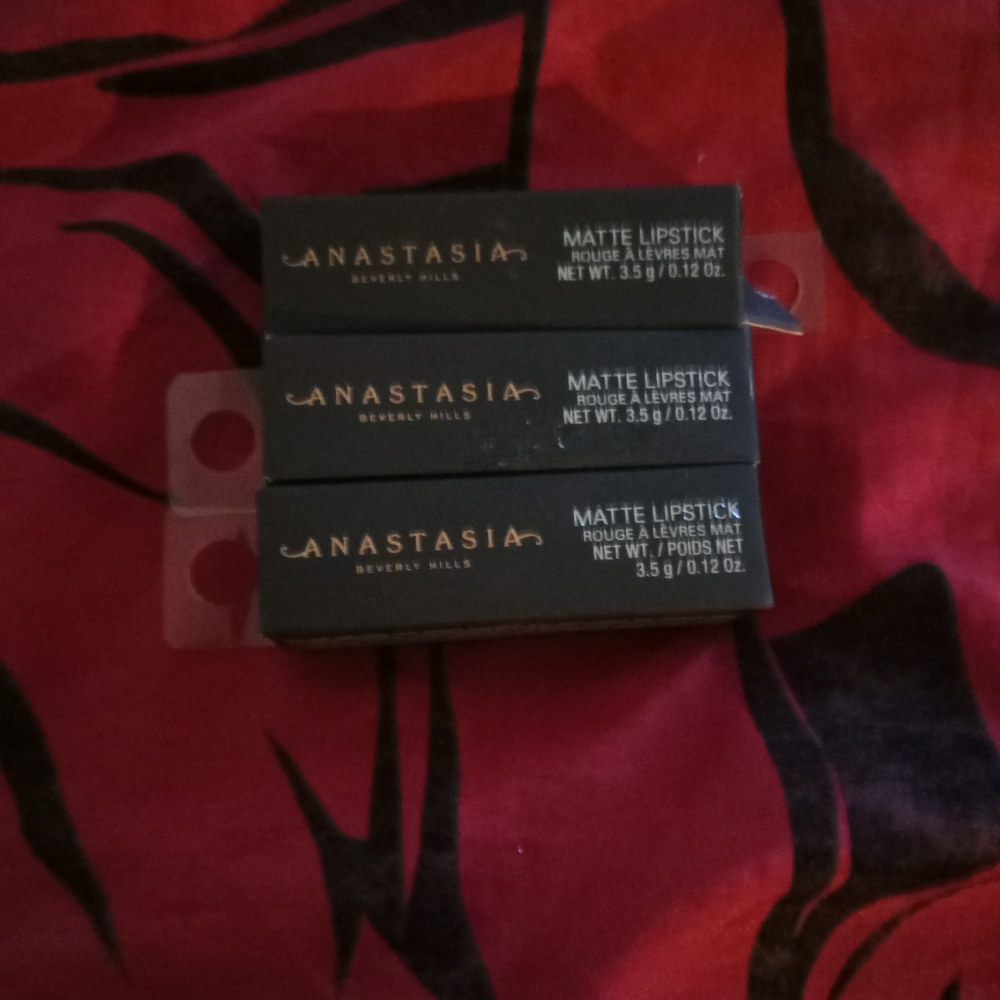 ANASTASIA
BEVERLY HILLS
MATTE LIPSTICK
ROUGE À LÈVRES MAT
NET WT. 3.5 g / 0.12 Oz.
ANASTASIA
BEVERLY HILLS
MATTE LIPSTICK
ROUGE À LÈVRES MAT
NET WT. 3.5 g / 0.12 Oz.
ANASTASIA
BEVERLY HILLS
MATTE LIPSTICK
ROUGE À LÈVRES MAT
NET WT. / POIDS NET
3.5 g / 0.12 Oz.